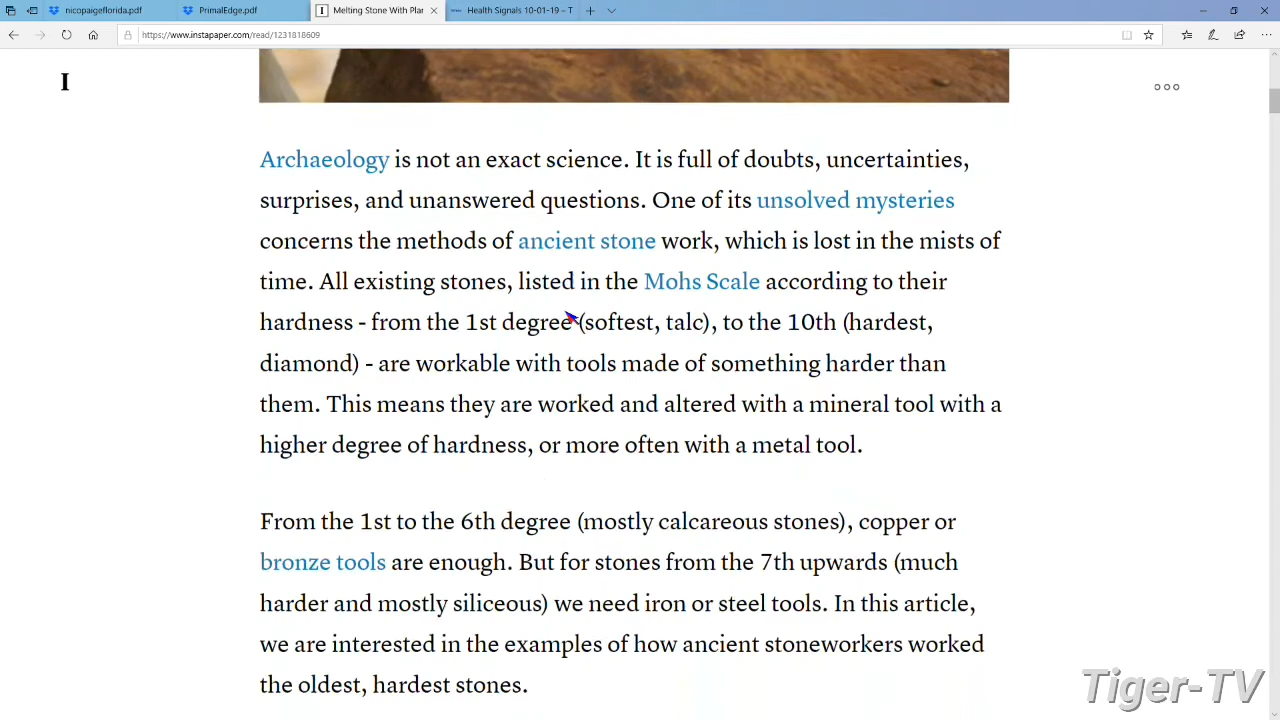 nicopaigeflorida.pdf
PrimalEdge.pdf
I Melting Stone With Plan
Health Signals 10-01-19 – T
https://www.instapaper.com/read/1231818609
I
Archaeology is not an exact science. It is full of doubts, uncertainties,
surprises, and unanswered questions. One of its unsolved mysteries
concerns the methods of ancient stone work, which is lost in the mists of
time. All existing stones, listed in the Mohs Scale according to their
hardness - from the 1st degree (softest, talc), to the 10th (hardest,
diamond) - are workable with tools made of something harder than
them. This means they are worked and altered with a mineral tool with a
higher degree of hardness, or more often with a metal tool.
From the 1st to the 6th degree (mostly calcareous stones), copper or
bronze tools are enough. But for stones from the 7th upwards (much
harder and mostly siliceous) we need iron or steel tools. In this article,
we are interested in the examples of how ancient stoneworkers worked
the oldest, hardest stones.
Tiger-TV